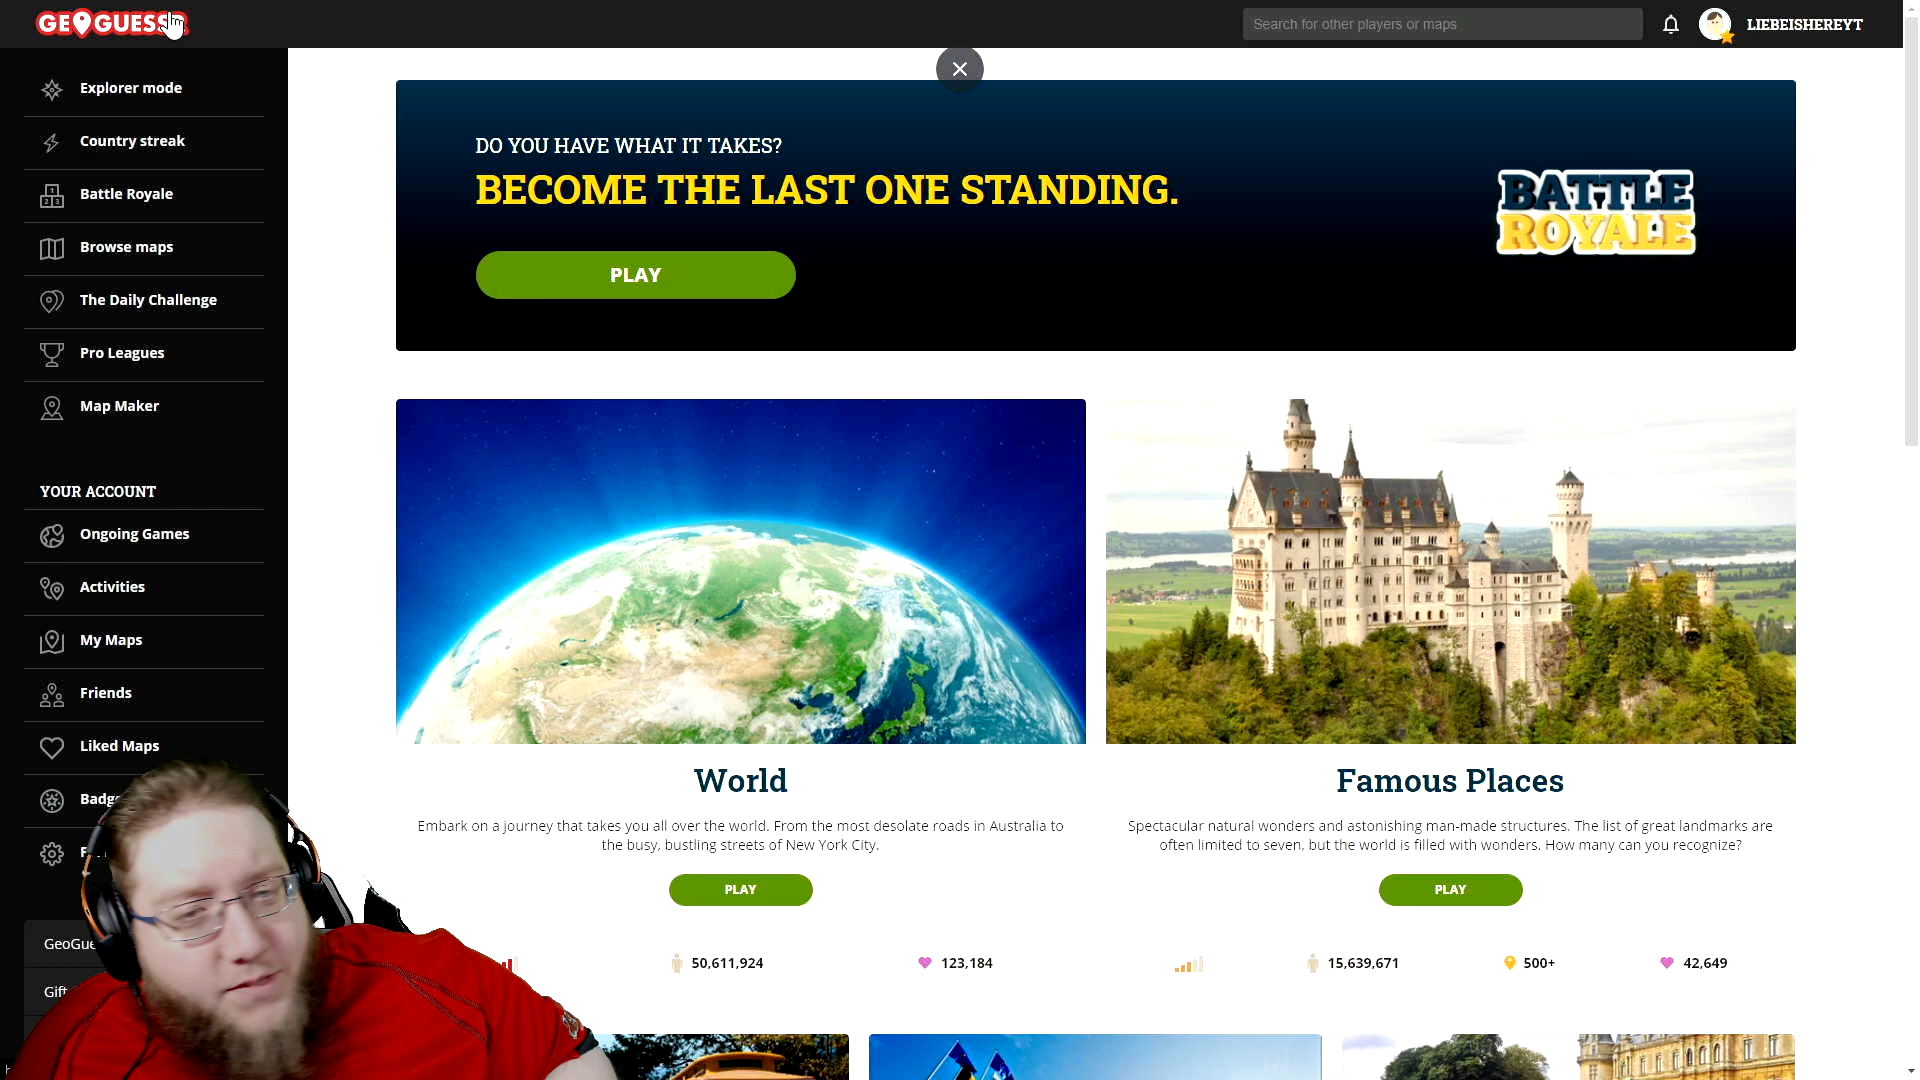 GEOGUESS
Search for other players or maps
LIEBEISHEREYT
Explorer mode
Country streak
Battle Royale
Browse maps
The Daily Challenge
Pro Leagues
Map Maker
YOUR ACCOUNT
Ongoing Games
Activities
My Maps
Friends
Liked Maps
Badge
GeoGue
Gift
DO YOU HAVE WHAT IT TAKES?
BECOME THE LAST ONE STANDING.
PLAY
BATTLE
ROYALE
World
Embark on a journey that takes you all over the world. From the most desolate roads in Australia to
the busy, bustling streets of New York City.
PLAY
50,611,924
123,184
Famous Places
Spectacular natural wonders and astonishing man-made structures. The list of great landmarks are
often limited to seven, but the world is filled with wonders. How many can you recognize?
PLAY
15,639,671
500+
42,649